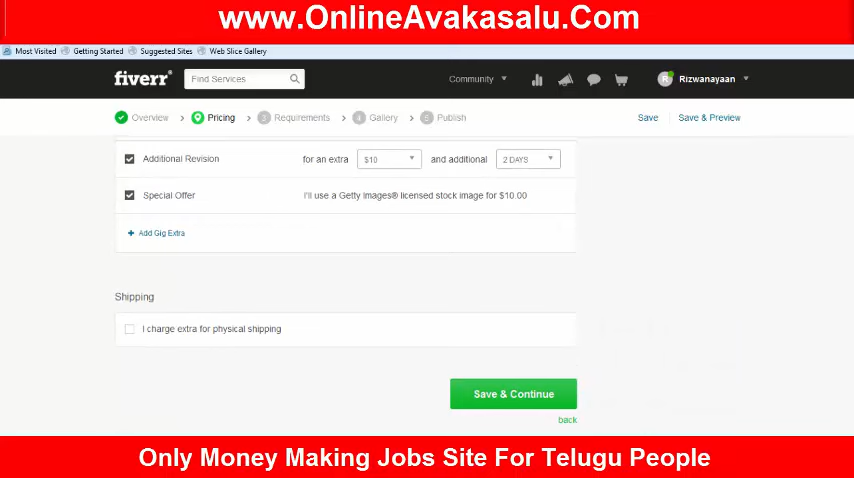 www.OnlineAvakasalu.Com
Most Visited Getting Started Suggested Sites Web Slice Gallery
fiverr® Find Services Community R Rizwanayaan
Overview Pricing 3 Requirements 4 Gallery 5 Publish Save Save & Preview
Additional Revision for an extra $10 and additional 2 DAYS
Special Offer I'll use a Getty Images® licensed stock image for $10.00
+ Add Gig Extra
Shipping
I charge extra for physical shipping
Save & Continue
back
Only Money Making Jobs Site For Telugu People